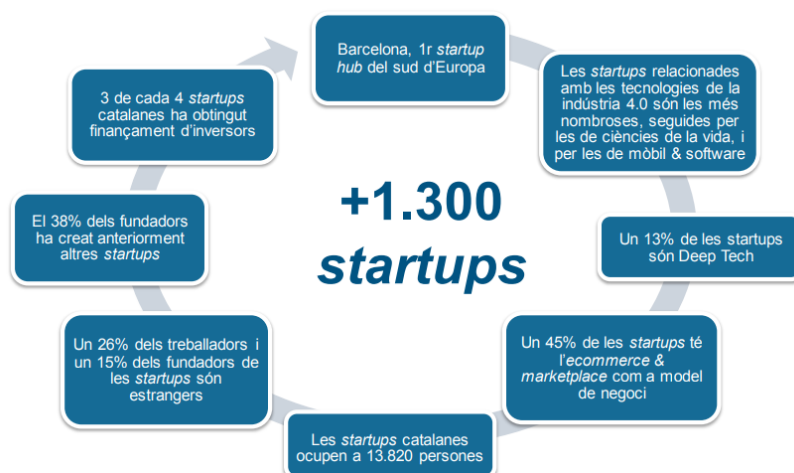 Barcelona, 1r startup
hub del sud d'Europa
Les startups relacionades
amb les tecnologies de la
indústria 4.0 són les més
nombroses, seguides per
les de ciències de la vida, i
per les de mòbil & software
Un 13% de les startups
són Deep Tech
Un 45% de les startups té
l'ecommerce &
marketplace com a model
de negoci
Les startups catalanes
ocupen a 13.820 persones
Un 26% dels treballadors i
un 15% dels fundadors de
les startups són
estrangers
El 38% dels fundadors
ha creat anteriorment
altres startups
3 de cada 4 startups
catalanes ha obtingut
finançament d'inversors
+1.300
startups